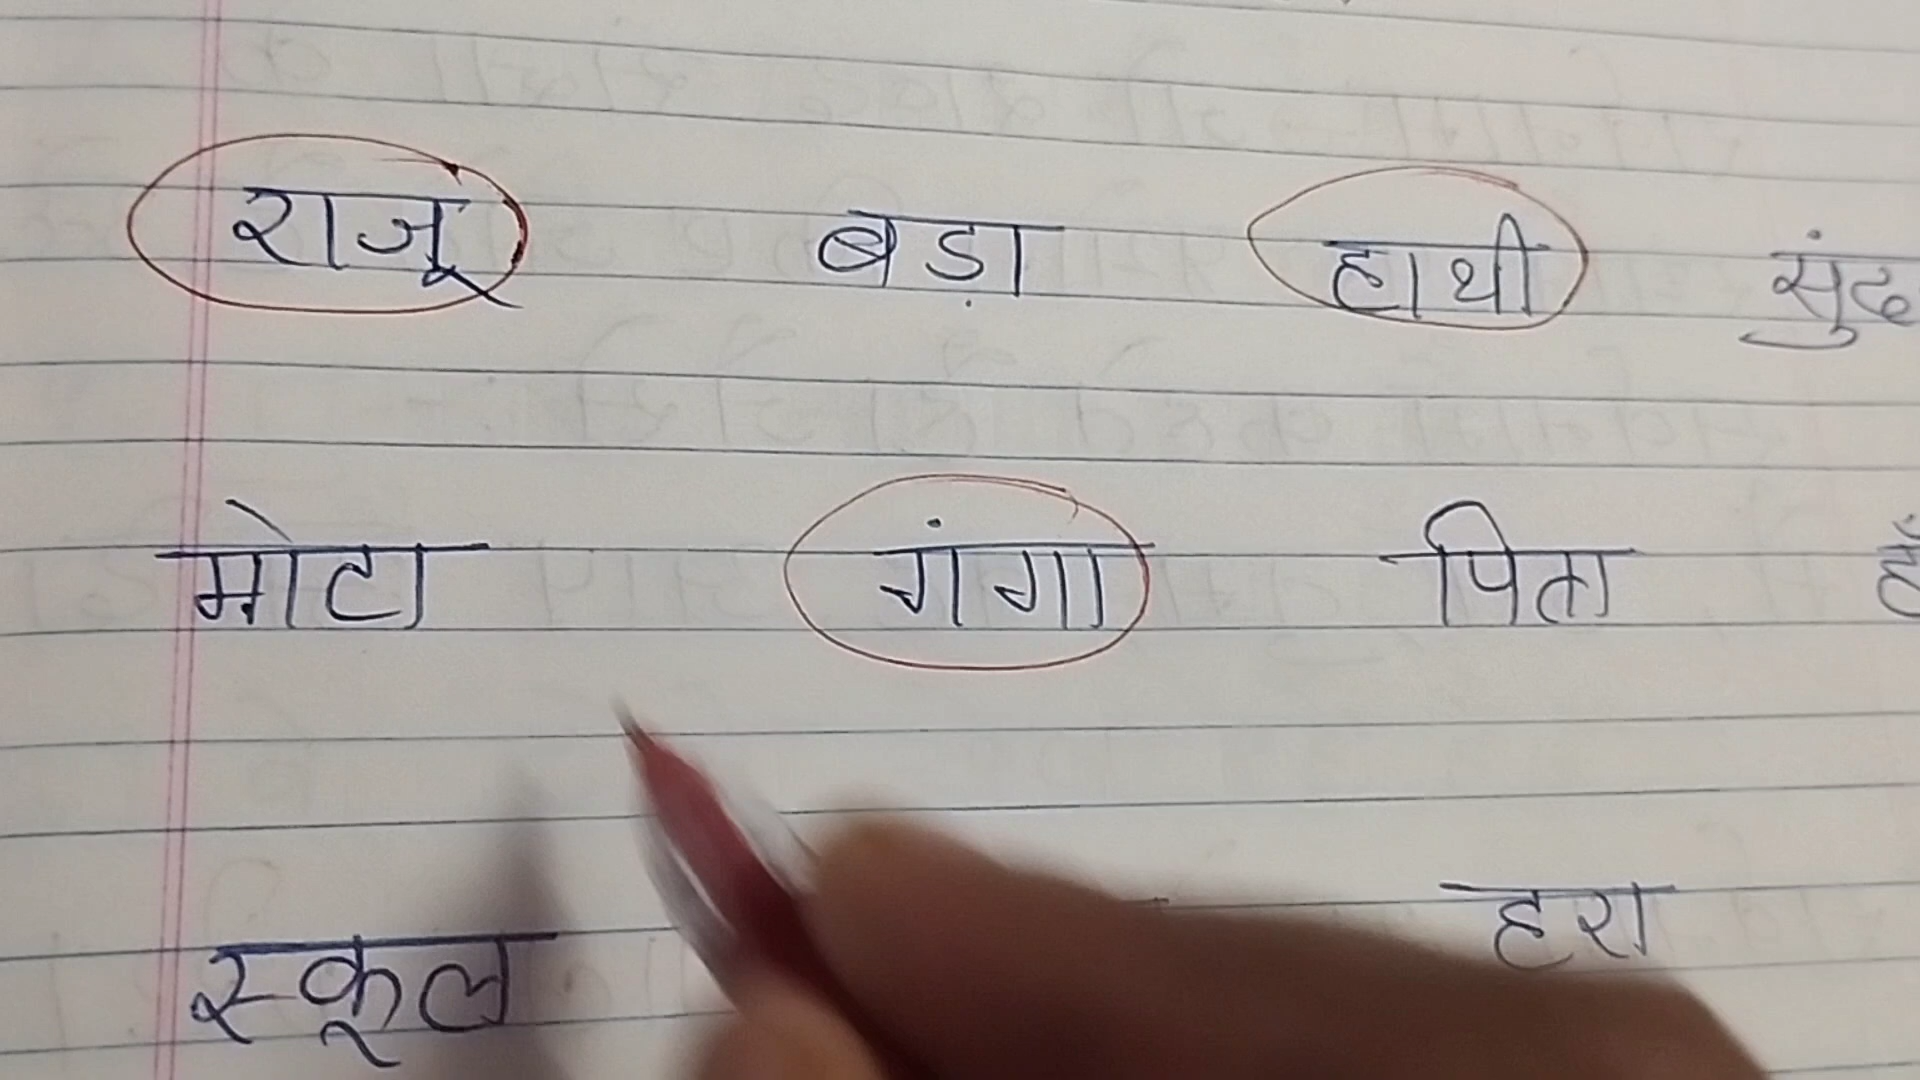 राजू बड़ा हाथी सुंद
मोटा गंगा पिता
स्कूल हरा